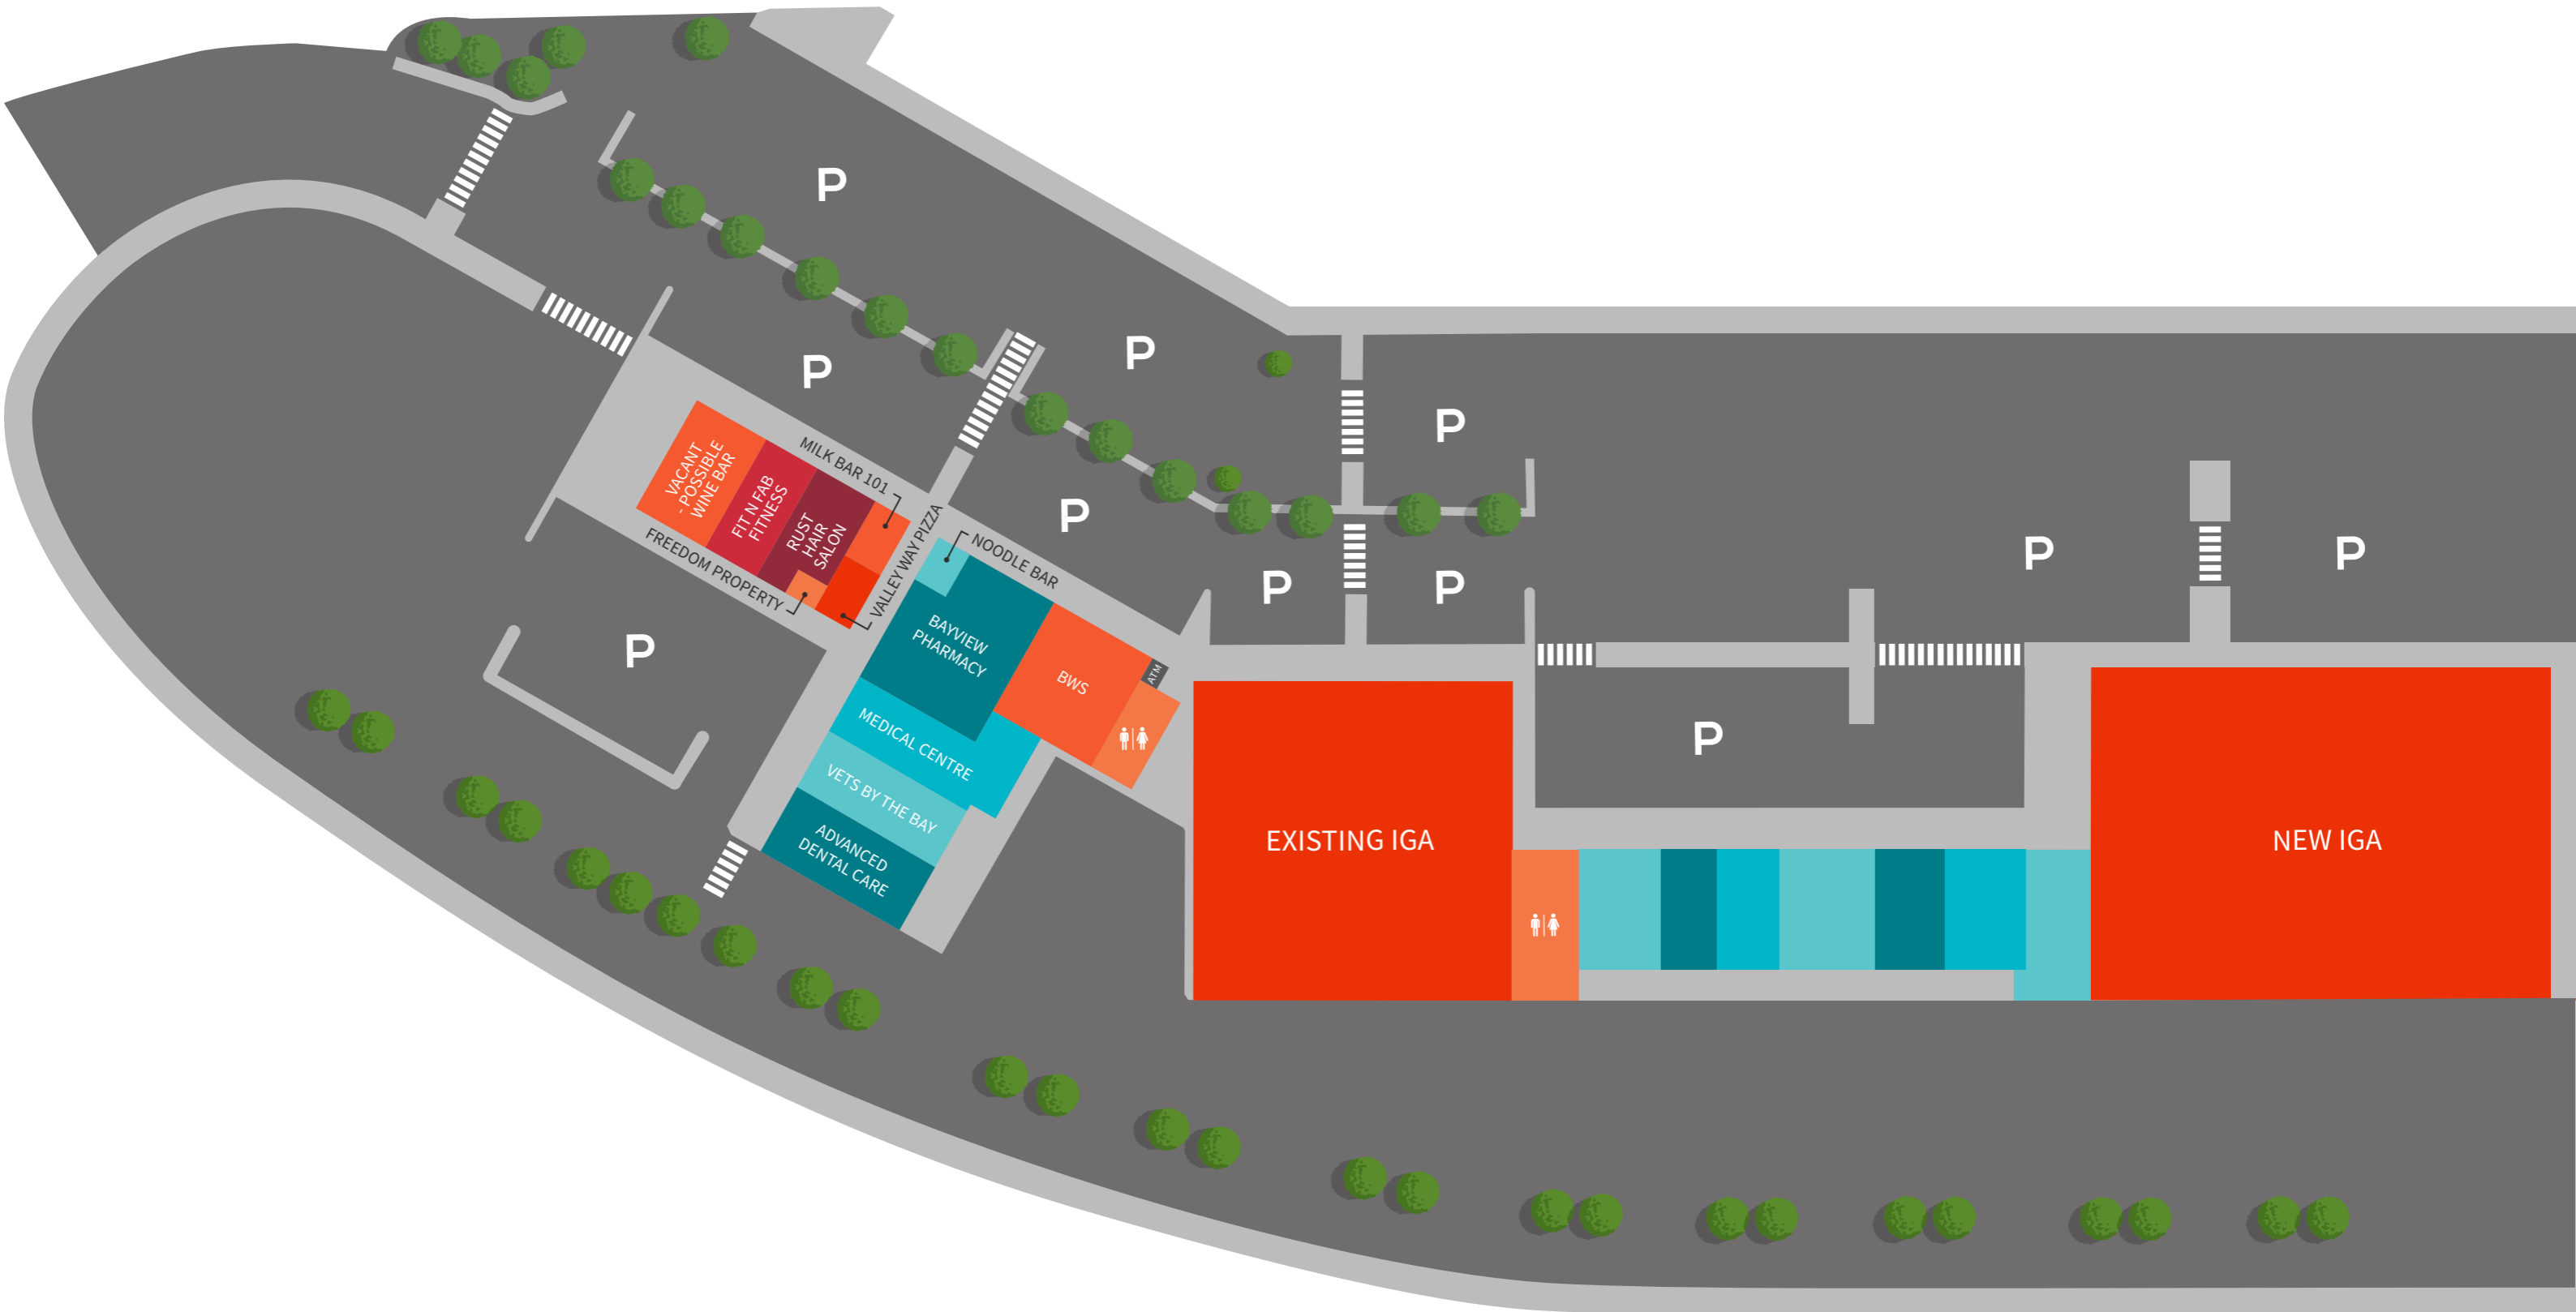 P
P
P
P
P
P
P
P
P
P
P
P
MILK BAR 101
VACANT
- POSSIBLE
WINE BAR
FIT N FAB
FITNESS
RUST
HAIR
SALON
FREEDOM PROPERTY
VALLEY WAY PIZZA
NOODLE BAR
BAYVIEW
PHARMACY
BWS
ATM
MEDICAL CENTRE
VETS BY THE BAY
ADVANCED
DENTAL CARE
EXISTING IGA
NEW IGA